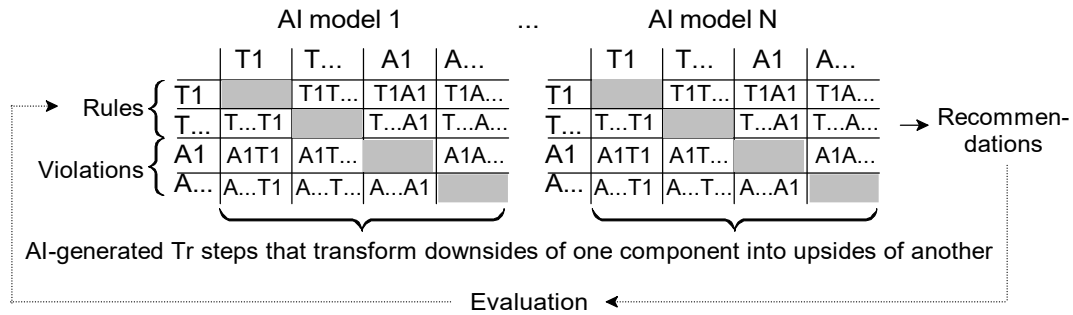 AI model 1 ... AI model N
T1 T... A1 A... T1 T... A1 A...
Rules T1 T1T... T1A1 T1A... T1 T1T... T1A1 T1A...
T... T...T1 T...A1 T...A... T... T...T1 T...A1 T...A... Recommen-
dations
Violations A1 A1T1 A1T... A1A... A1 A1T1 A1T... A1A...
A... A...T1 A...T... A...A1 A... A...T1 A...T... A...A1
AI-generated Tr steps that transform downsides of one component into upsides of another
Evaluation